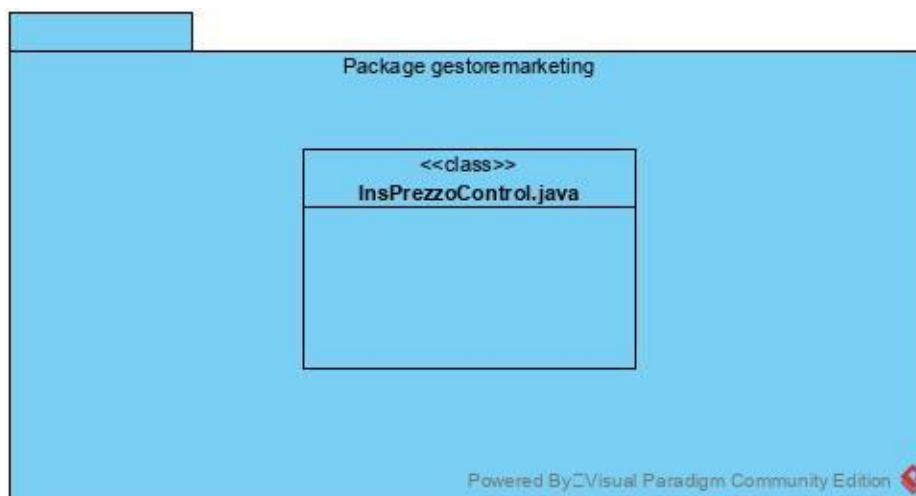 Package gestoremarketing
<<class>>
InsPrezzoControl.java
Powered By Visual Paradigm Community Edition